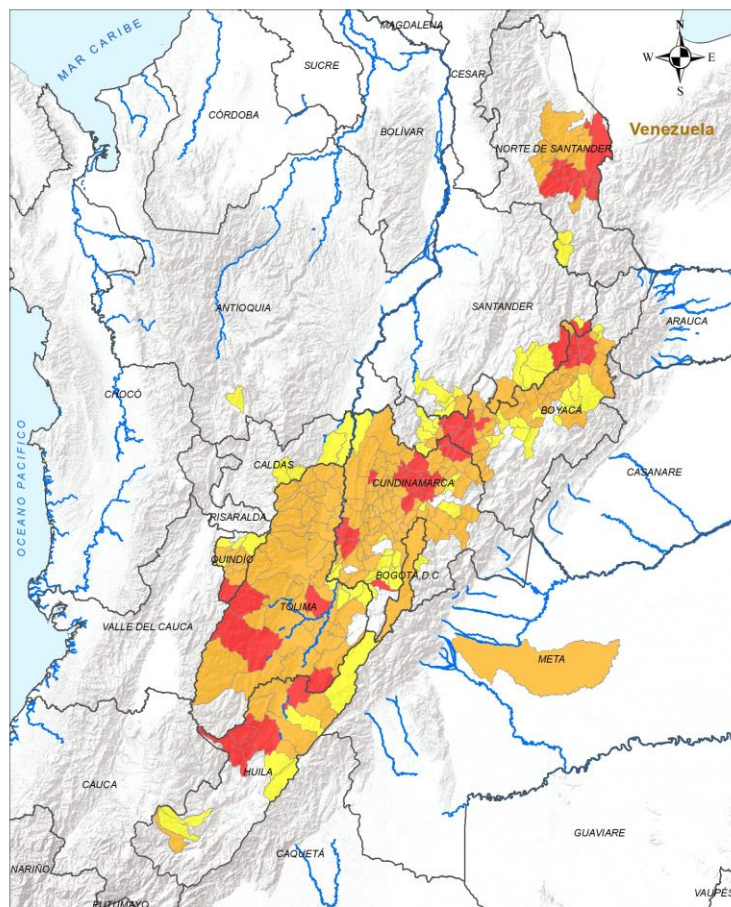 MAGDALENA
N
MAR CARIBE
SUCRE
CESAR
W
E
S
CÓRDOBA
BOLÍVAR
Venezuela
NORTE DE SANTANDER
ANTIOQUIA
SANTANDER
ARAUCA
CHOCÓ
BOYACÁ
CALDAS
CUNDINAMARCA
CASANARE
OCEANO PACIFICO
RISARALDA
QUINDÍO
BOGOTÁ, D.C
TOLIMA
VALLE DEL CAUCA
META
HUILA
CAUCA
GUAVIARE
CAQUETÁ
NARIÑO
PUTUMAYO
VAUPÉS